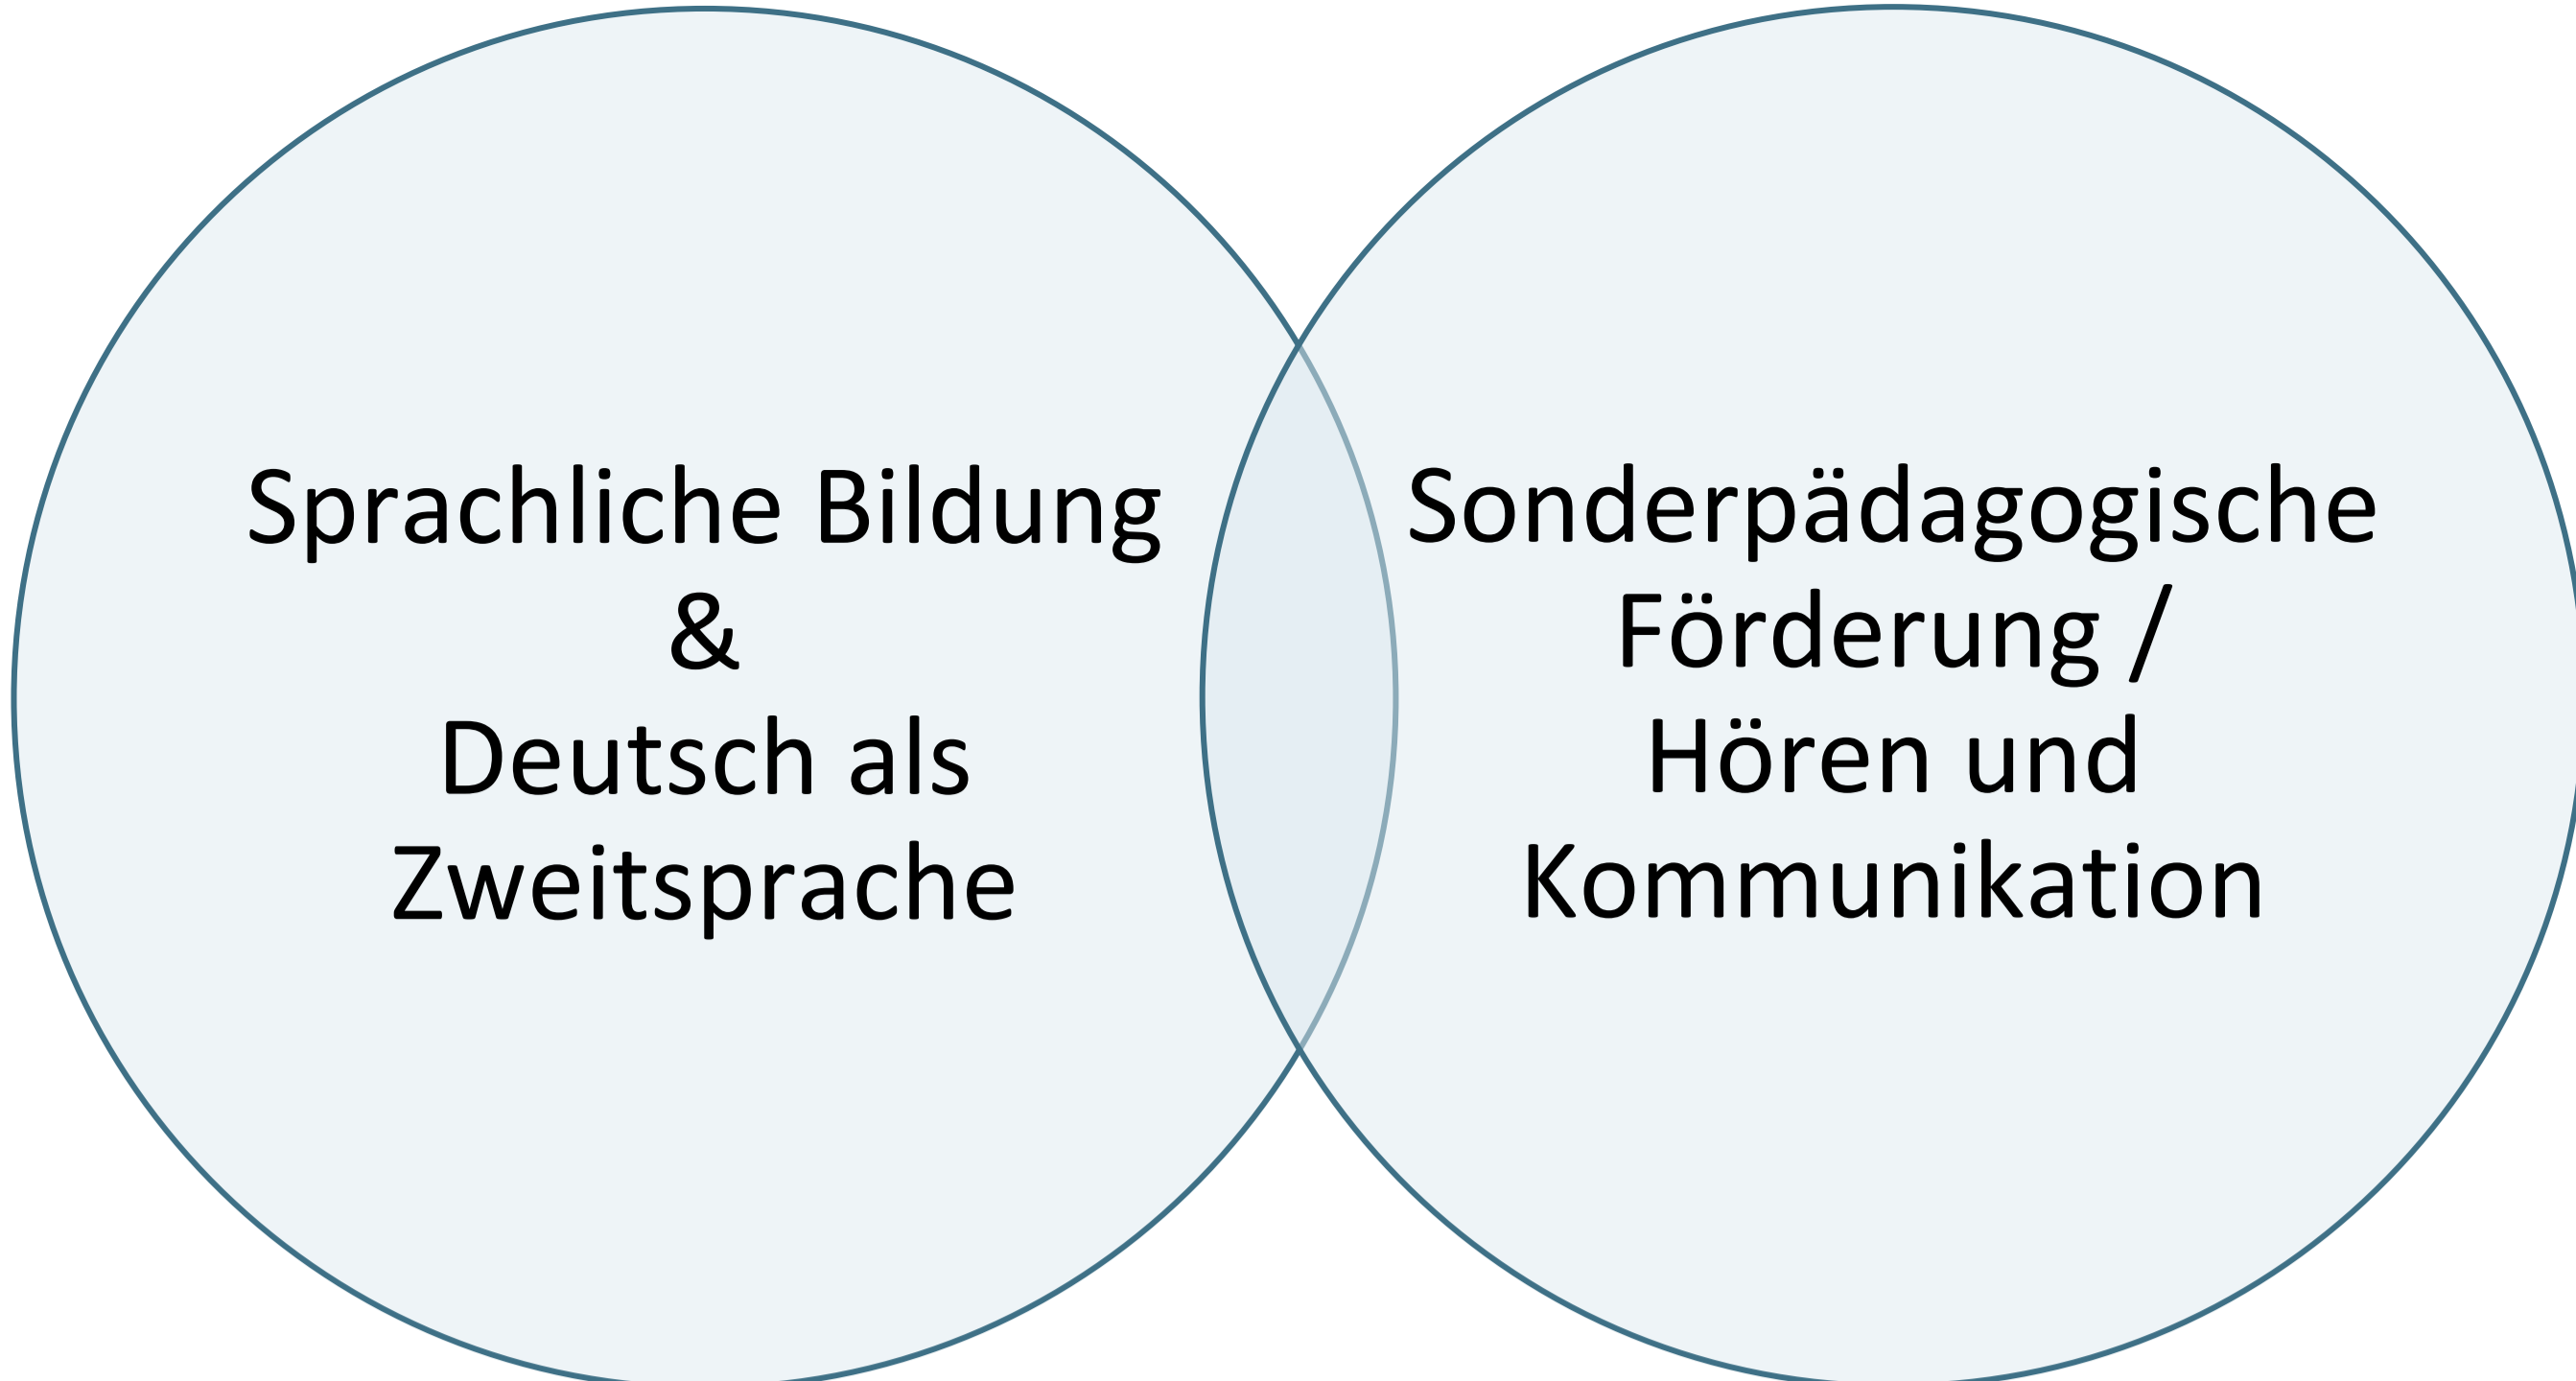 Sprachliche Bildung
&
Deutsch als
Zweitsprache
Sonderpädagogische
Förderung /
Hören und
Kommunikation